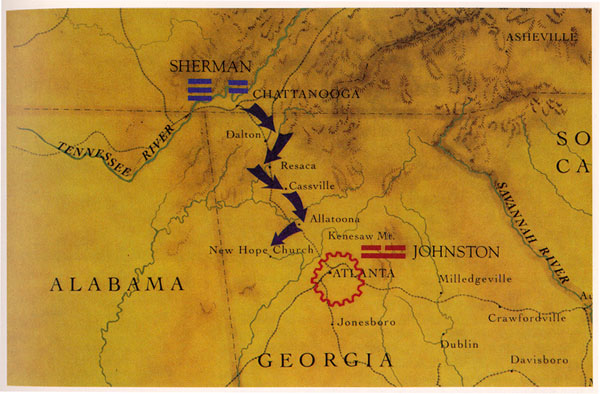 ASHEVILLE
SHERMAN
CHATTANOOGA
Dalton
TENNESSEE RIVER
Resaca
SO
CA
Cassville
SAVANNAH RIVER
Allatoona
Kenesaw Mt.
New Hope Church
JOHNSTON
ATLANTA
ALABAMA
Milledgeville
Jonesboro
Crawfordville
Dublin
GEORGIA
Davisboro